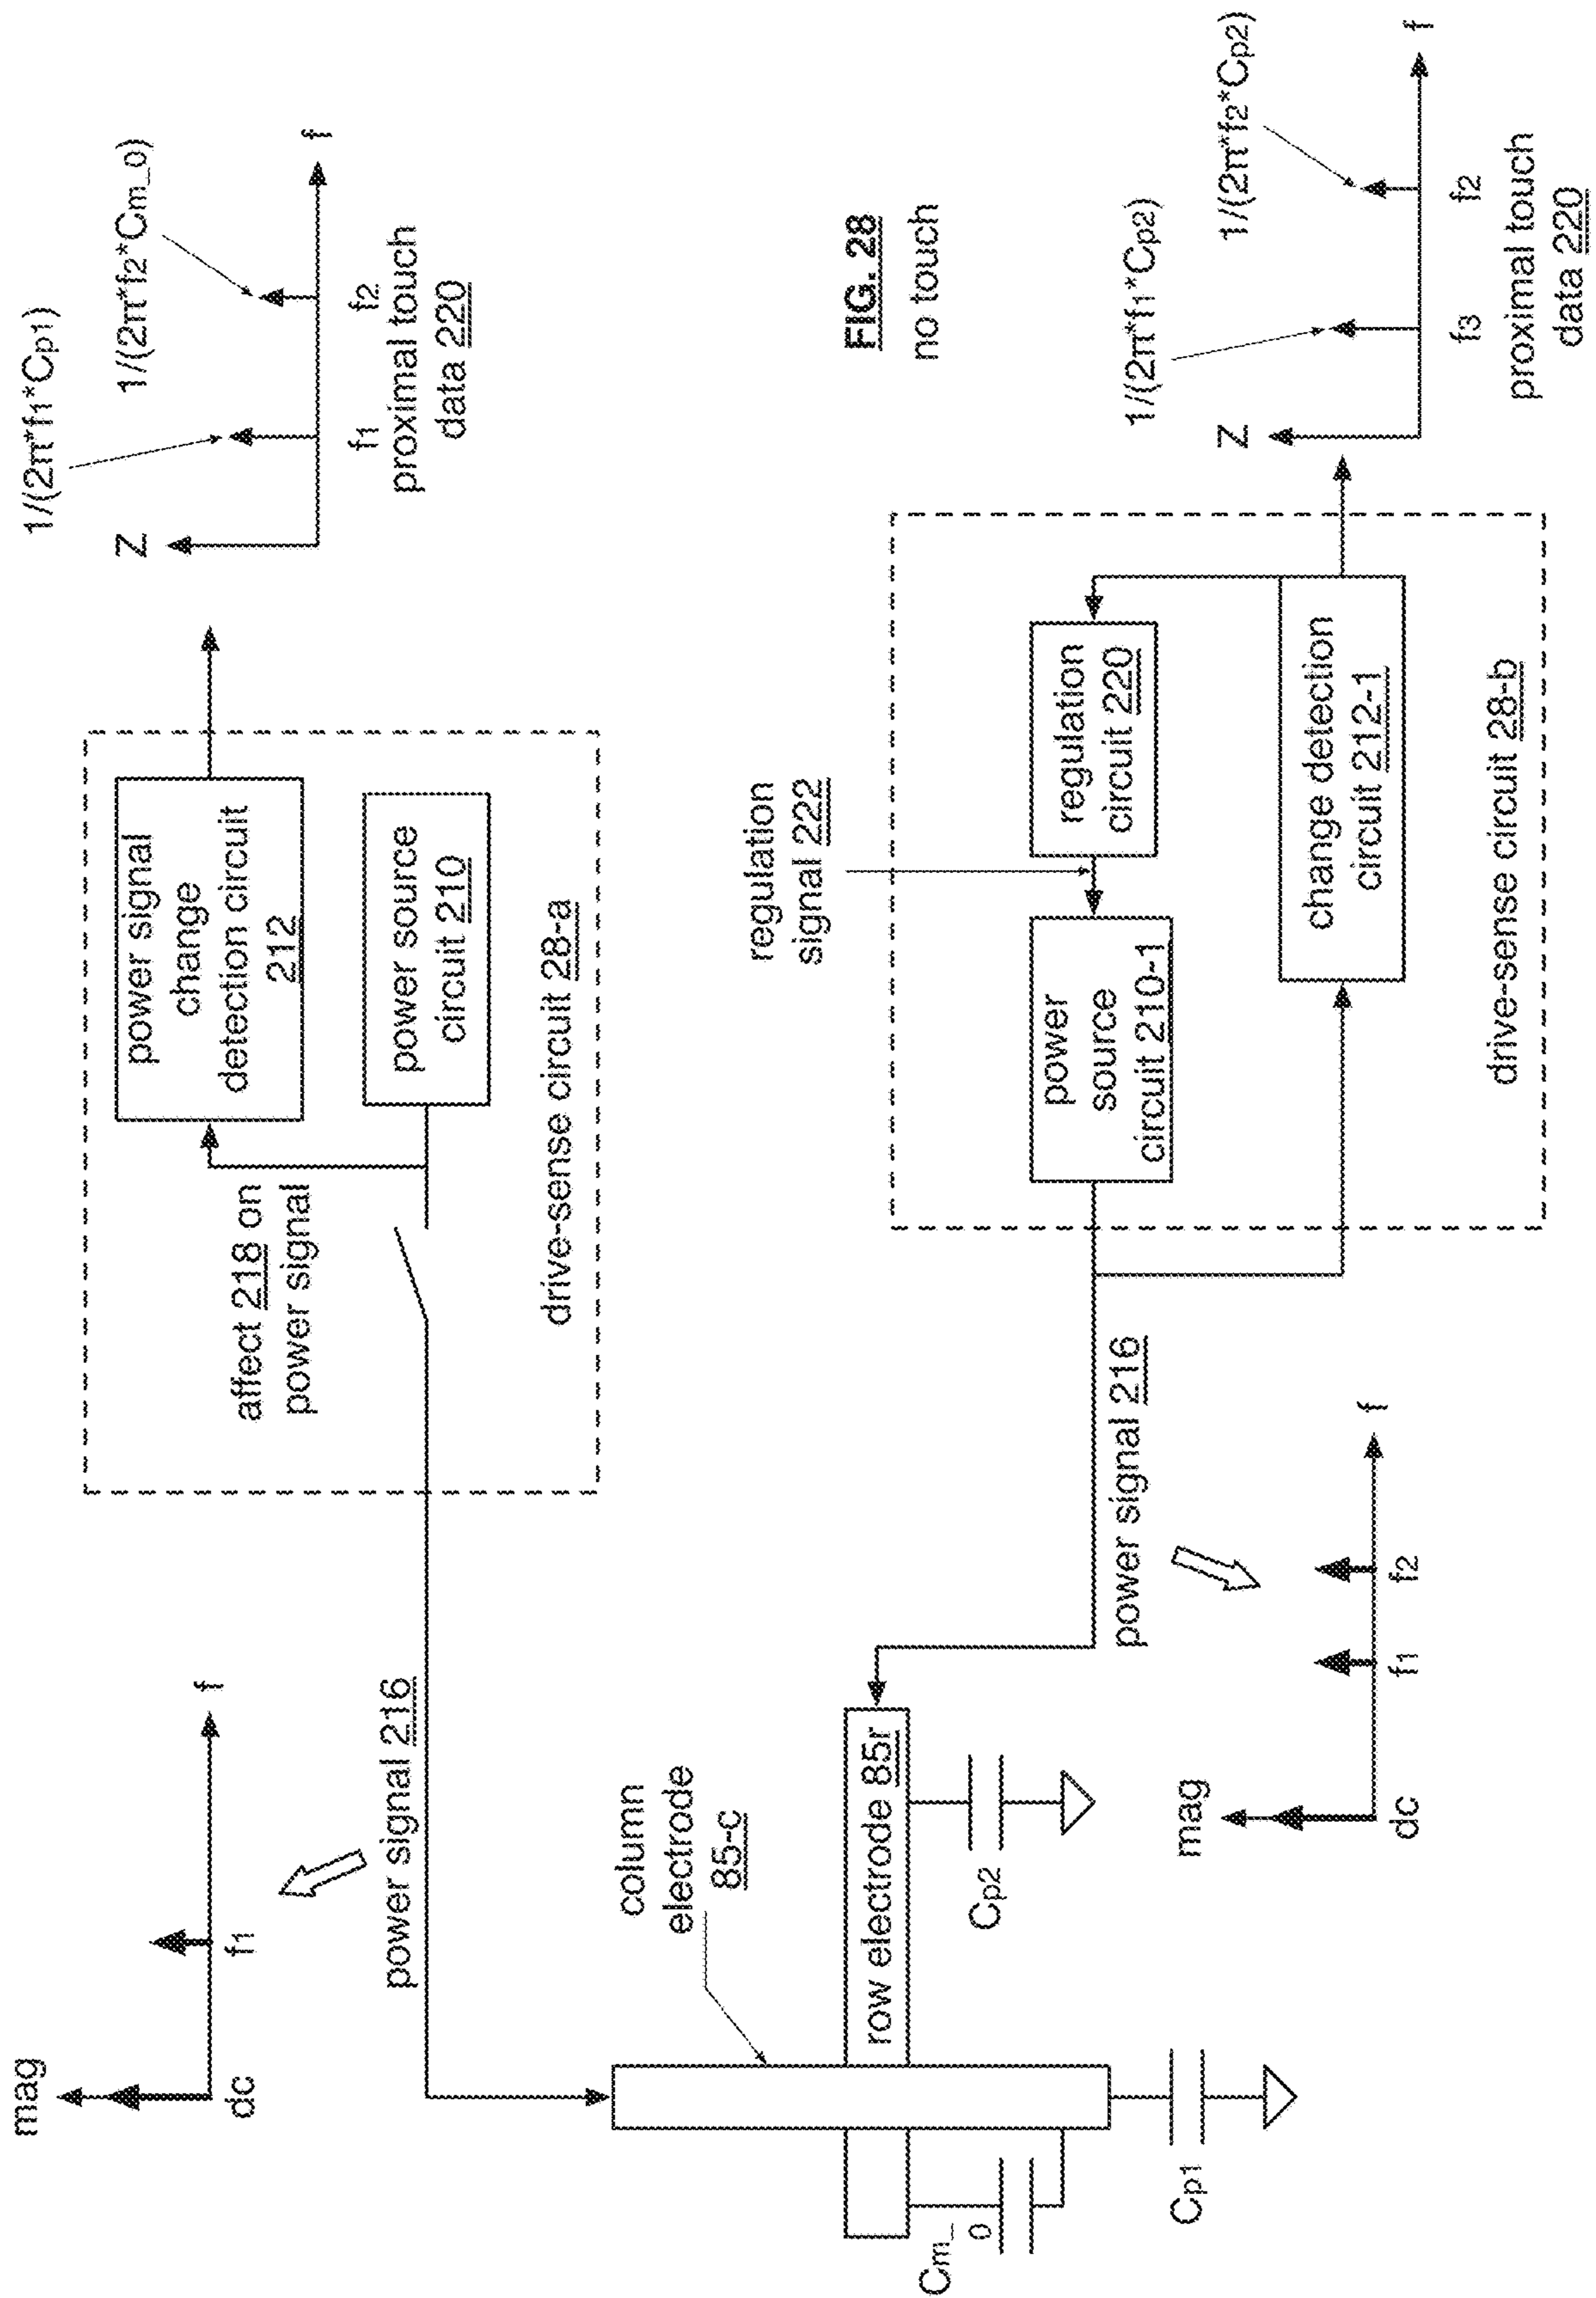 mag
dc
f1
f
power signal 216
affect 218 on
power signal
power signal
change
detection circuit
212
power source
circuit 210
drive-sense circuit 28-a
Z
1/(2π*f1*Cp1)
1/(2π*f2*Cm_0)
f
f1
f2
proximal touch
data 220
column
electrode
85-c
row electrode 85r
Cm_
0
Cp1
Cp2
mag
dc
f1
f2
f
power signal 216
regulation
signal 222
power
source
circuit 210-1
regulation
circuit 220
change detection
circuit 212-1
drive-sense circuit 28-b
FIG. 28
no touch
Z
1/(2π*f1*Cp2)
1/(2π*f2*Cp2)
f
f3
f2
proximal touch
data 220